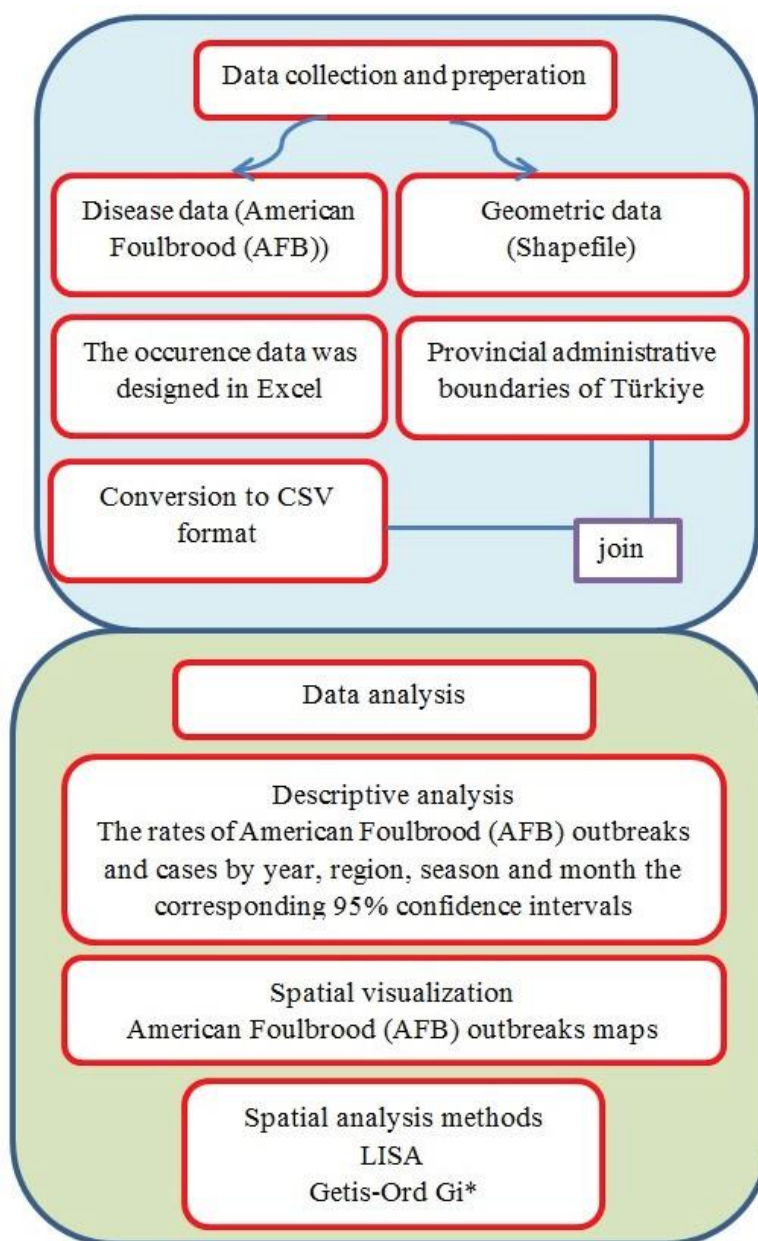 Data collection and preperation
Disease data (American
Foulbrood (AFB))
Geometric data
(Shapefile)
The occurence data was
designed in Excel
Provincial administrative
boundaries of Türkiye
Conversion to CSV
format
join
Data analysis
Descriptive analysis
The rates of American Foulbrood (AFB) outbreaks
and cases by year, region, season and month the
corresponding 95% confidence intervals
Spatial visualization
American Foulbrood (AFB) outbreaks maps
Spatial analysis methods
LISA
Getis-Ord Gi*